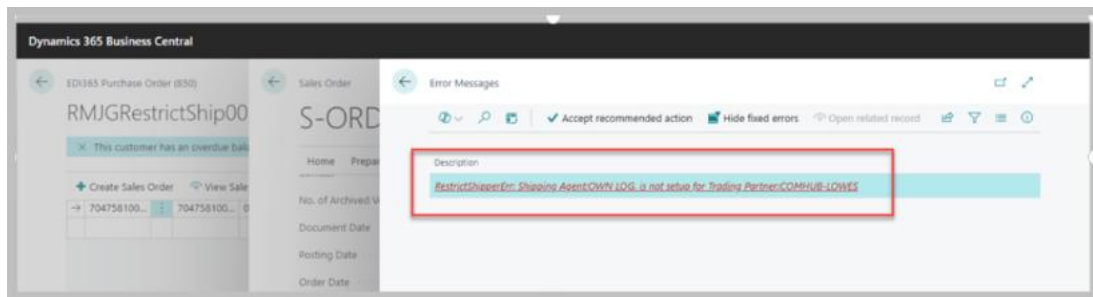 Dynamics 365 Business Central
EDI365 Purchase Order (850)
RMJGRestrictShip00
This customer has an overdue bala
Create Sales Order View Sale
704758100... 704758100... 0
Sales Order
S-ORD
Home Prepar
No. of Archived V
Document Date
Posting Date
Order Date
Error Messages
Accept recommended action Hide fixed errors Open related record
Description
RestrictShipperErr: Shipping Agent:OWN LOG. is not setup for Trading Partner:COMHUB-LOWES